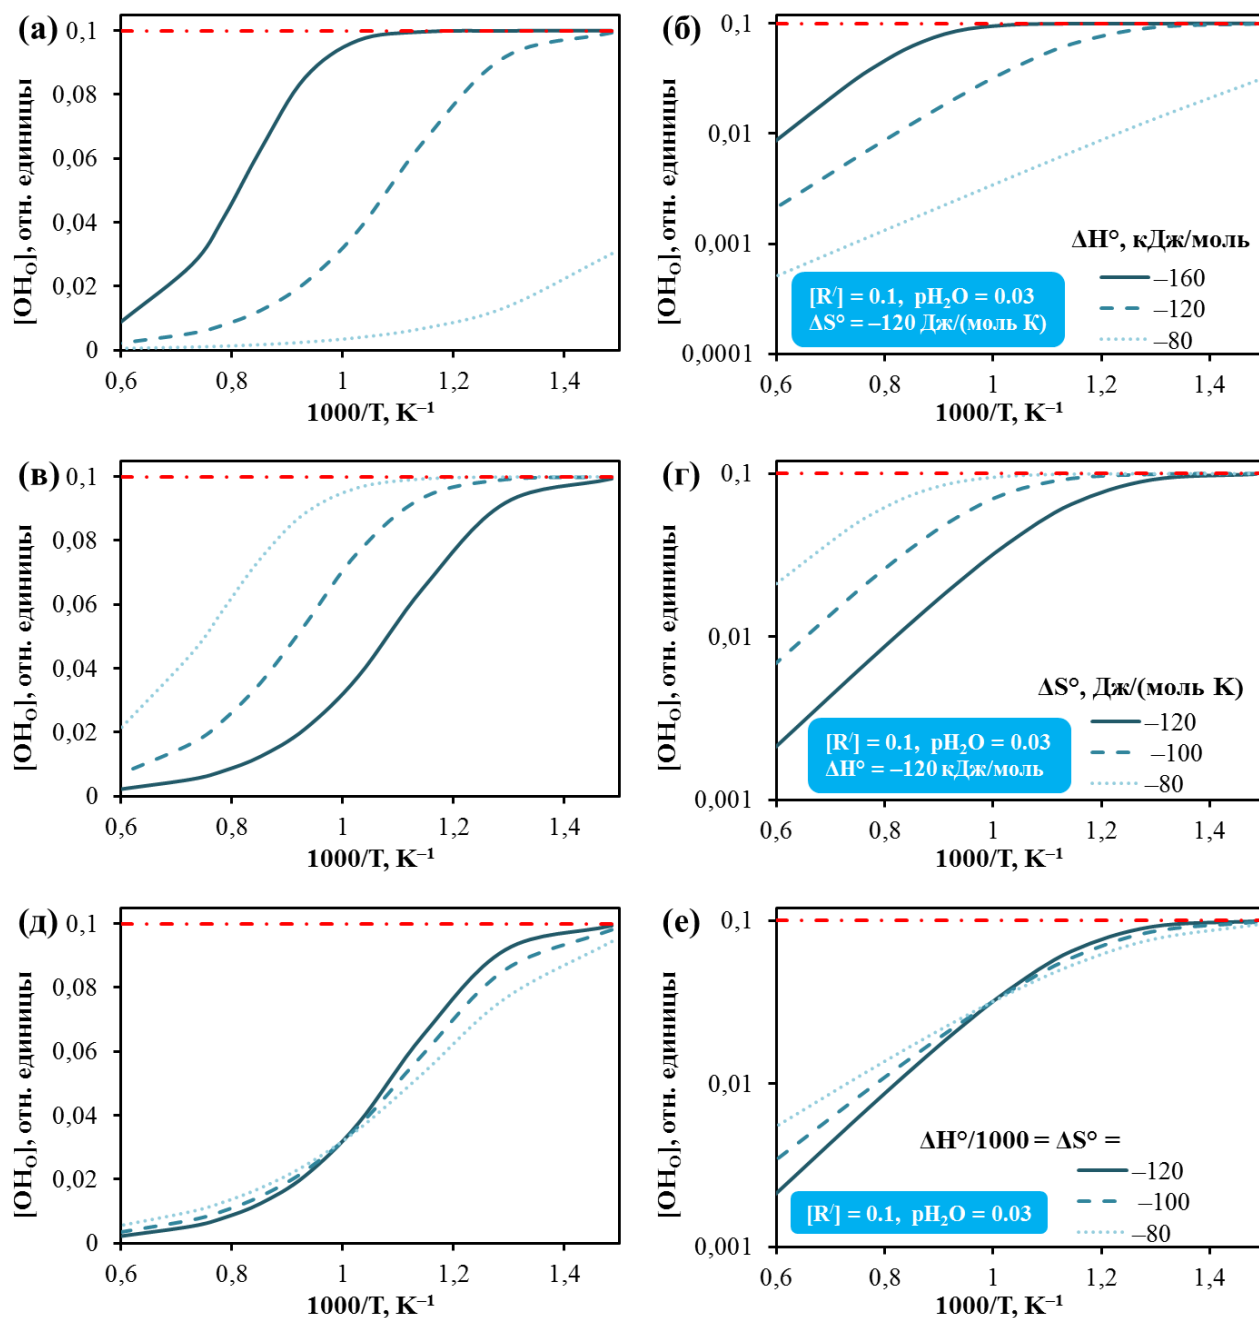 (а)
[OH₀], отн. единицы
0,1
0,08
0,06
0,04
0,02
0
0,6 0,8 1 1,2 1,4
1000/T, K⁻¹
(б)
[OH₀], отн. единицы
0.1
0.01
0.001
0,0001
ΔH°, кДж/моль
–160
–120
–80
[R/] = 0.1, pH₂O = 0.03
ΔS° = –120 Дж/(моль К)
0,6 0,8 1 1,2 1,4
1000/T, K⁻¹
(в)
[OH₀], отн. единицы
0,1
0,08
0,06
0,04
0,02
0
0,6 0,8 1 1,2 1,4
1000/T, K⁻¹
(г)
[OH₀], отн. единицы
0.1
0,01
0,001
ΔS°, Дж/(моль K)
–120
–100
–80
[R/] = 0.1, pH₂O = 0.03
ΔH° = –120 кДж/моль
0,6 0,8 1 1,2 1,4
1000/T, K⁻¹
(д)
[OH₀], отн. единицы
0,1
0,08
0,06
0,04
0,02
0
0,6 0,8 1 1,2 1,4
1000/T, K⁻¹
(е)
[OH₀], отн. единицы
0.1
0,01
0,001
ΔH°/1000 = ΔS° =
–120
–100
–80
[R/] = 0.1, pH₂O = 0.03
0,6 0,8 1 1,2 1,4
1000/T, K⁻¹